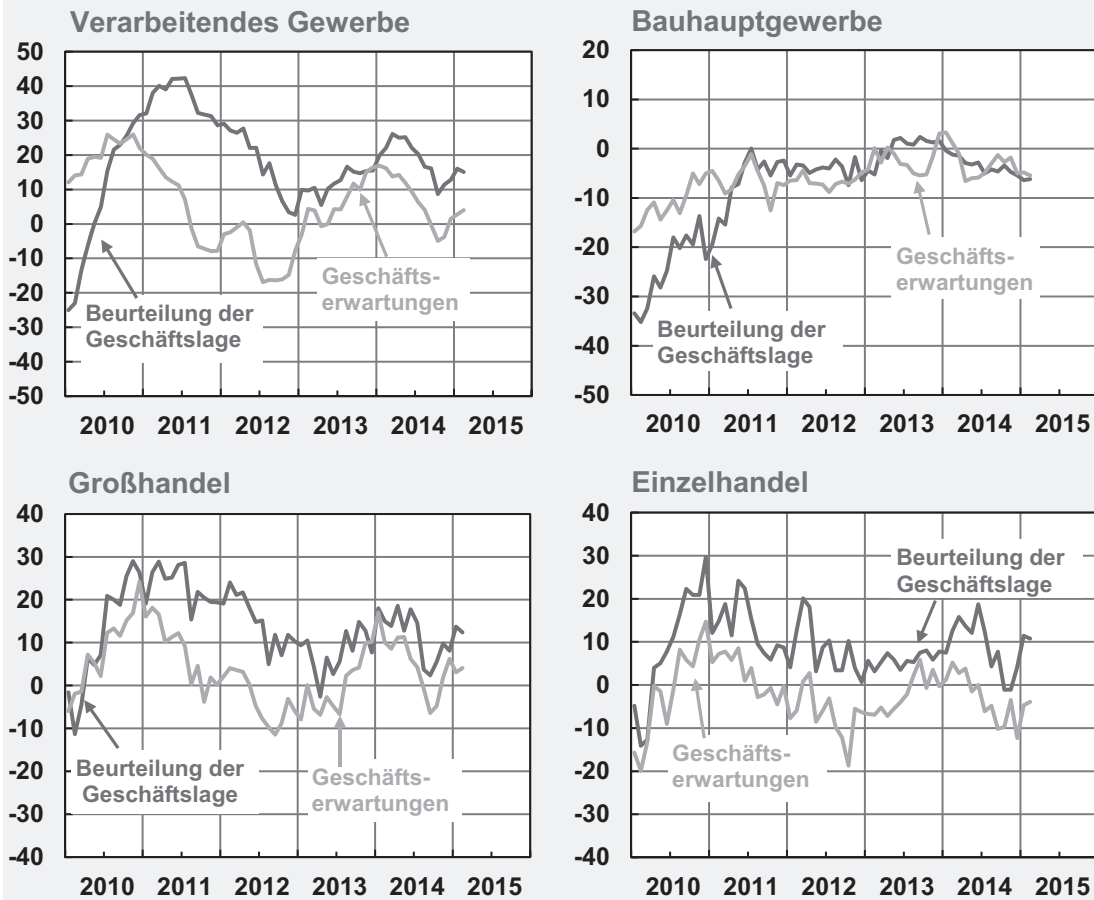 Verarbeitendes Gewerbe
50
40
30
20
10
0
-10
-20
-30
-40
-50
Geschäfts-
erwartungen
Beurteilung der
Geschäftslage
2010 2011 2012 2013 2014 2015
Bauhauptgewerbe
20
10
0
-10
-20
-30
-40
-50
Geschäfts-
erwartungen
Beurteilung der
Geschäftslage
2010 2011 2012 2013 2014 2015
Großhandel
40
30
20
10
0
-10
-20
-30
-40
Beurteilung der
Geschäftslage
Geschäfts-
erwartungen
2010 2011 2012 2013 2014 2015
Einzelhandel
40
30
20
10
0
-10
-20
-30
-40
Beurteilung der
Geschäftslage
Geschäfts-
erwartungen
2010 2011 2012 2013 2014 2015